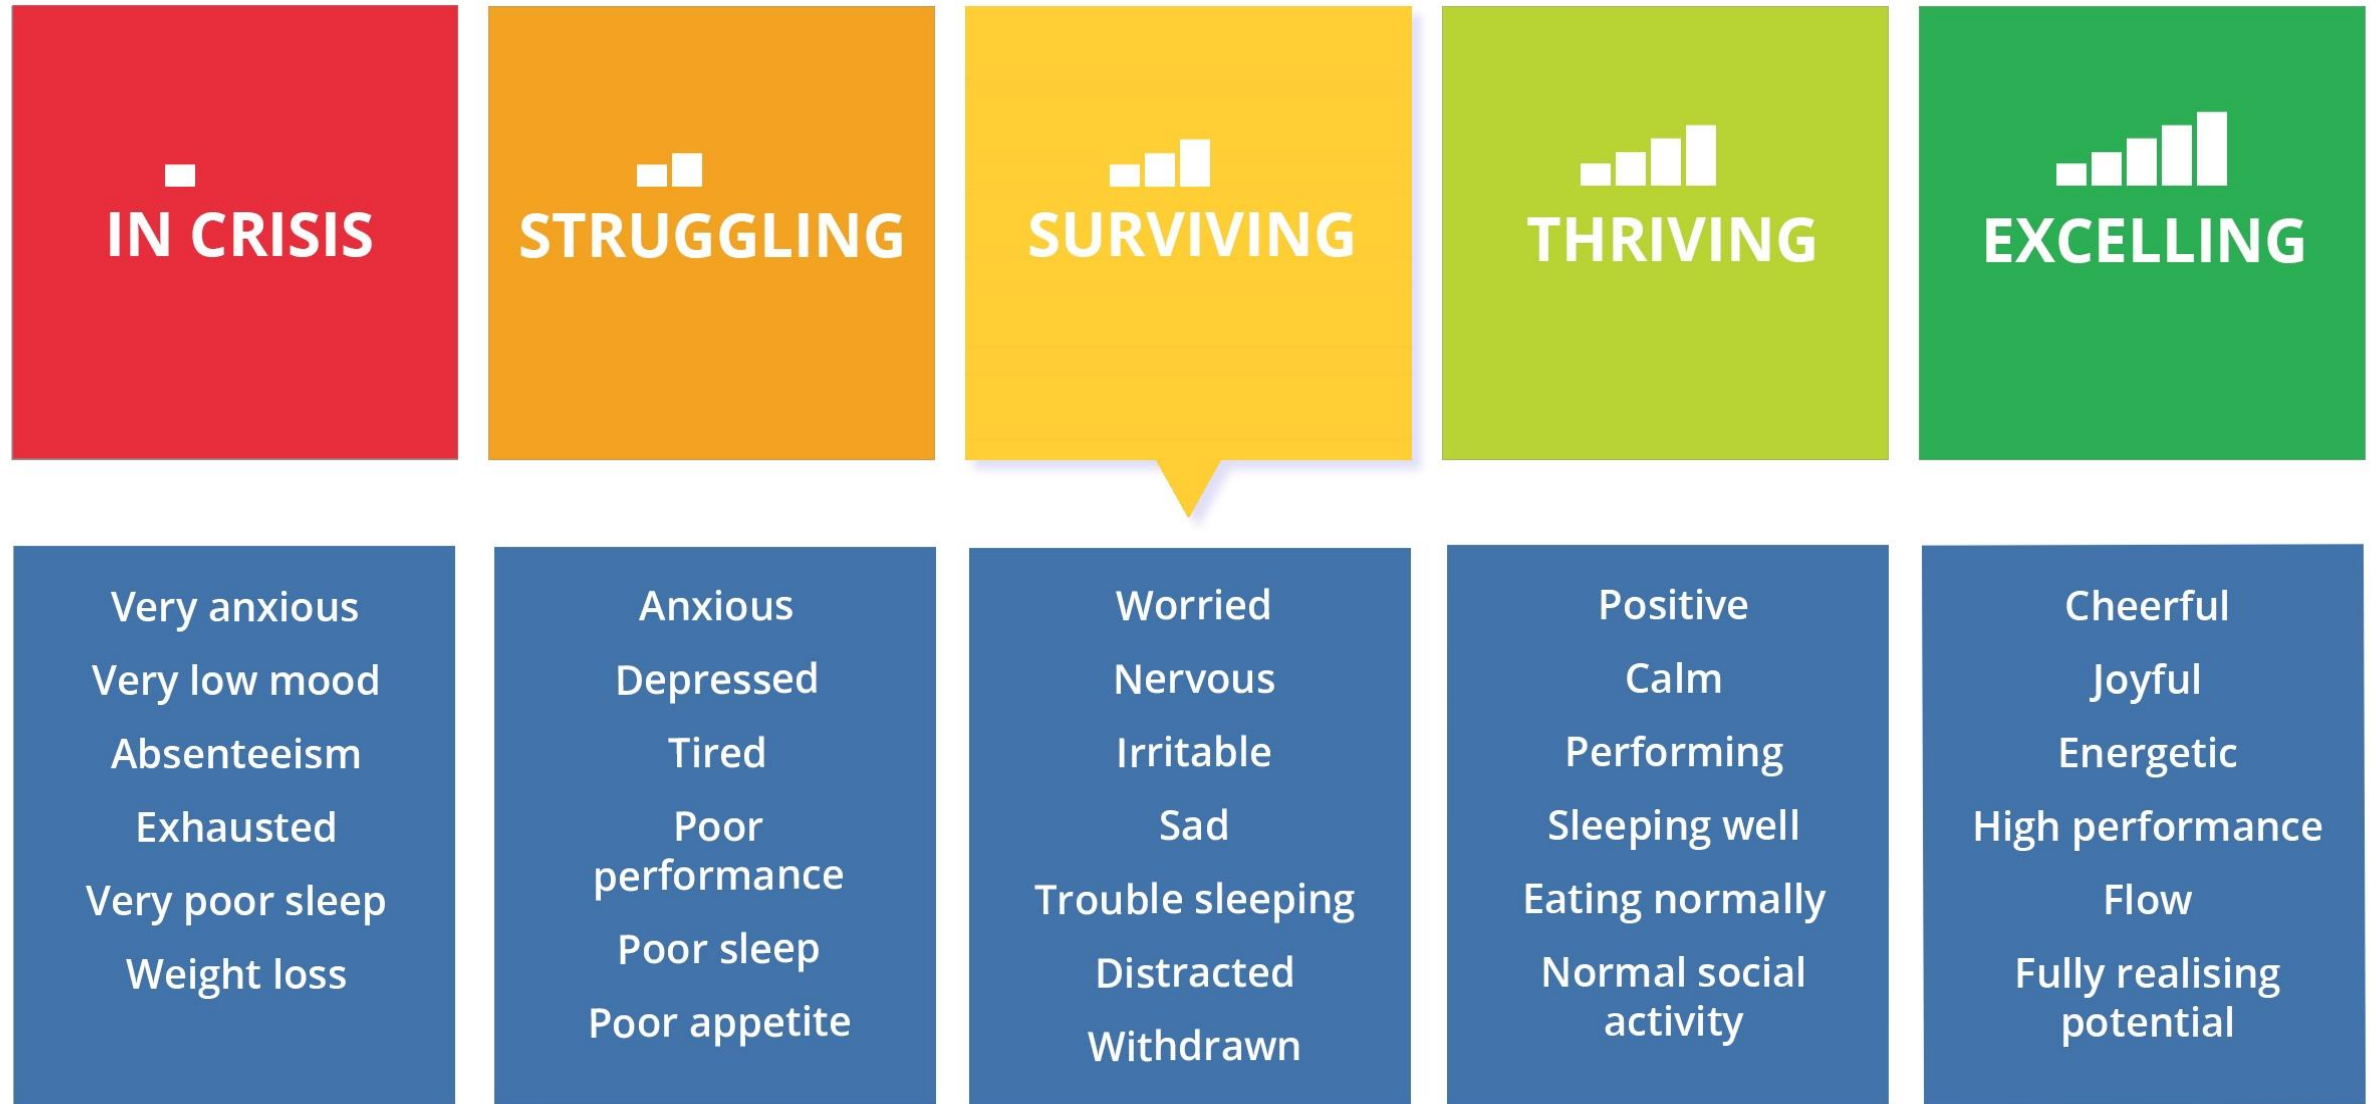 IN CRISIS
STRUGGLING
SURVIVING
THRIVING
EXCELLING
Very anxious
Very low mood
Absenteeism
Exhausted
Very poor sleep
Weight loss
Anxious
Depressed
Tired
Poor
performance
Poor sleep
Poor appetite
Worried
Nervous
Irritable
Sad
Trouble sleeping
Distracted
Withdrawn
Positive
Calm
Performing
Sleeping well
Eating normally
Normal social
activity
Cheerful
Joyful
Energetic
High performance
Flow
Fully realising
potential